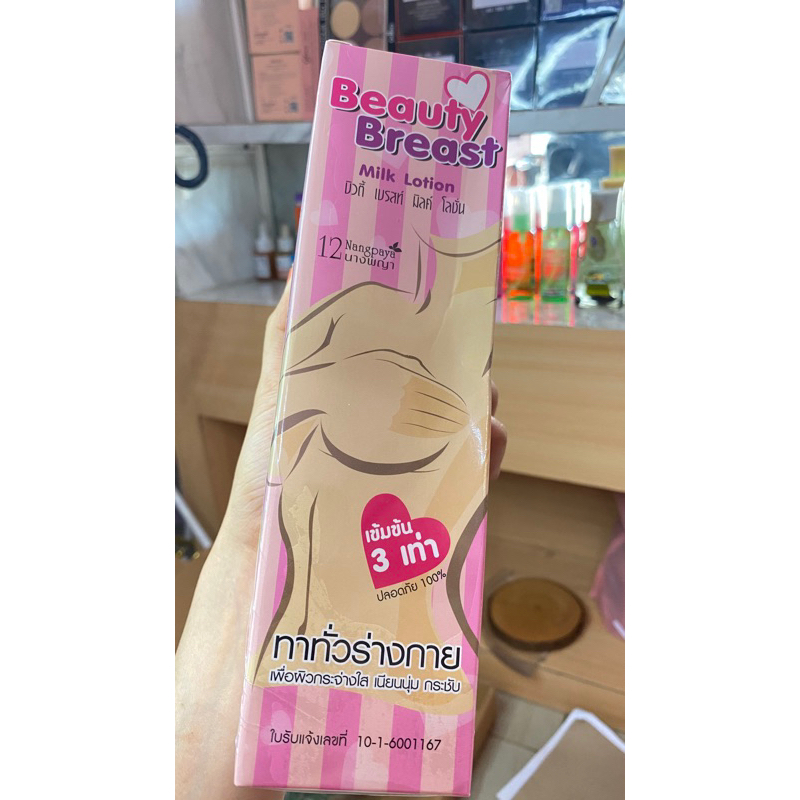 Beauty
Breast
Milk Lotion
บิวตี้ เบรสท์ มิลค์ โลชั่น
12 Nangpaya
นางพญา
เข้มข้น
3 เท่า
ปลอดภัย 100%
ทาทั่วร่างกาย
เพื่อผิวกระจ่างใส เนียนนุ่ม กระชับ
ใบรับแจ้งเลขที่ 10-1-6001167